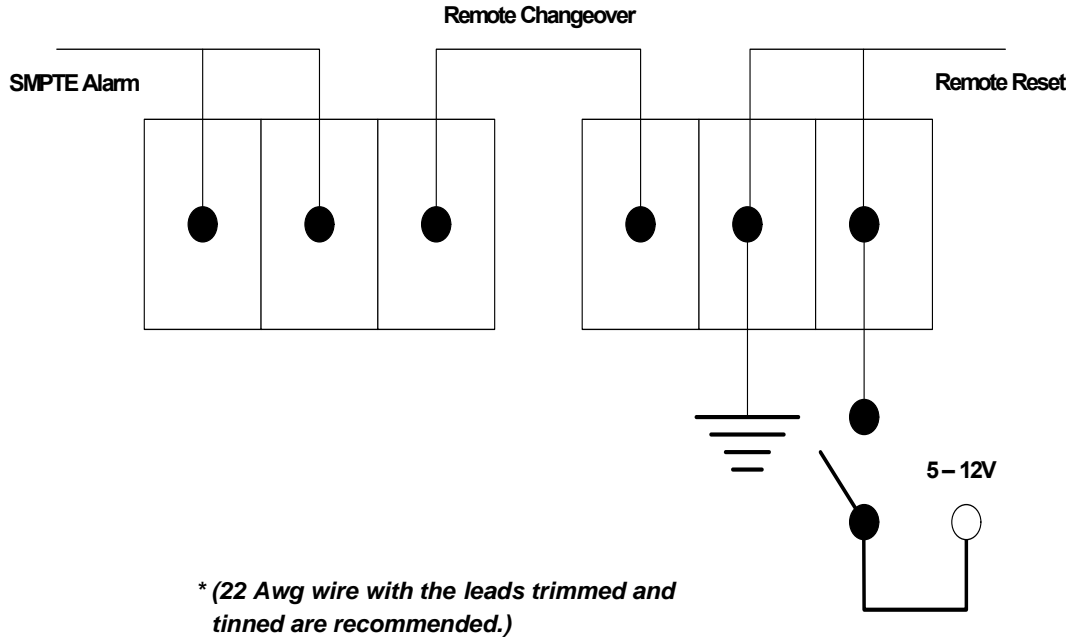 Remote Changeover
SMPTE Alarm
Remote Reset
5 – 12V
* (22 Awg wire with the leads trimmed and
tinned are recommended.)